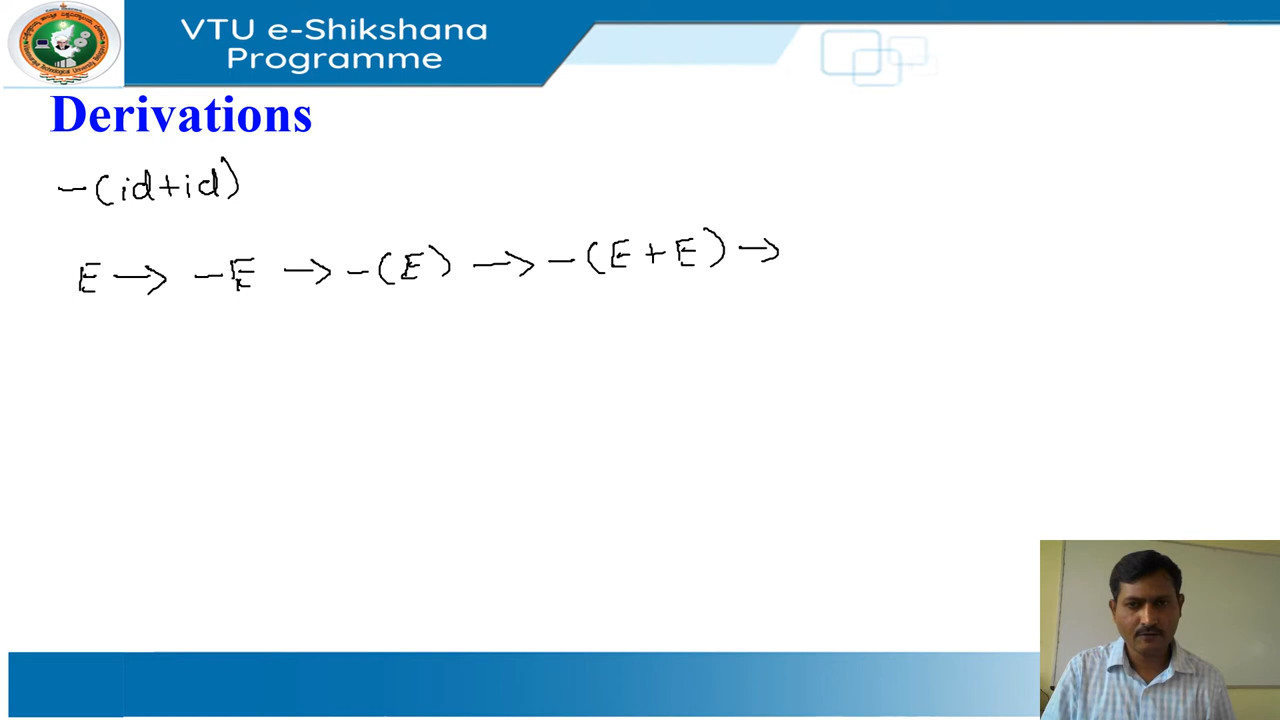 VTU e-Shikshana
Programme
Derivations
-(id+id)
E → -E → -(E) → -(E+E) →